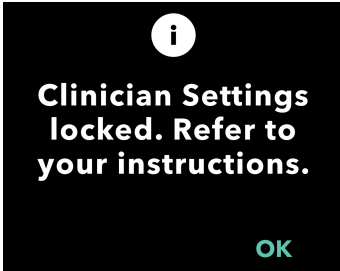 i
Clinician Settings
locked. Refer to
your instructions.
OK